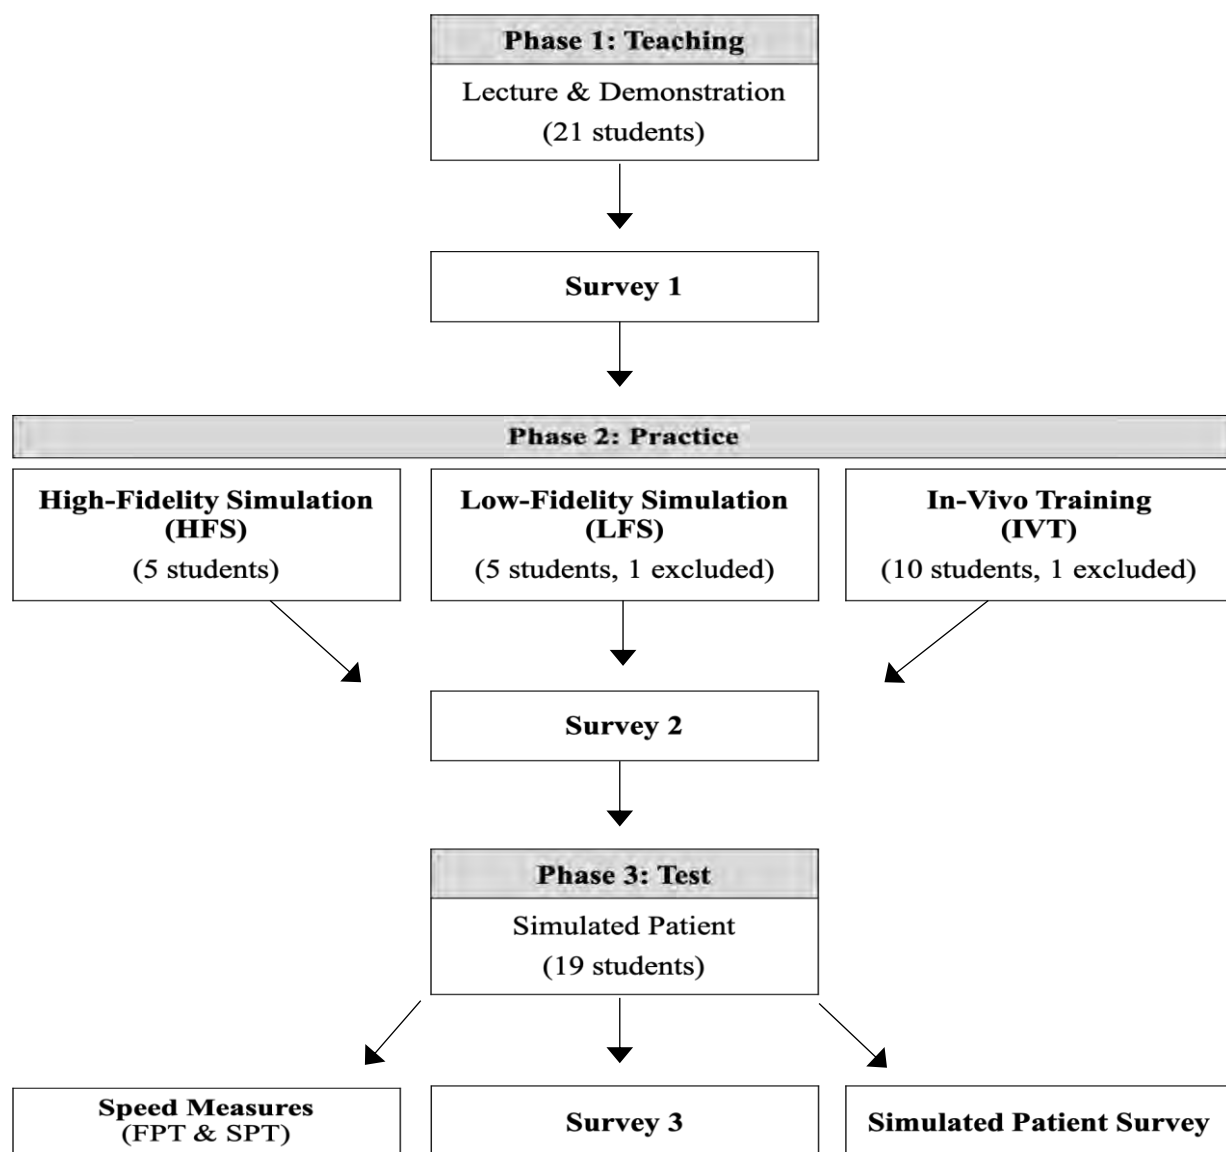 Phase 1: Teaching
Lecture & Demonstration
(21 students)
Survey 1
Phase 2: Practice
High-Fidelity Simulation
(HFS)
(5 students)
Low-Fidelity Simulation
(LFS)
(5 students, 1 excluded)
In-Vivo Training
(IVT)
(10 students, 1 excluded)
Survey 2
Phase 3: Test
Simulated Patient
(19 students)
Speed Measures
(FPT & SPT)
Survey 3
Simulated Patient Survey